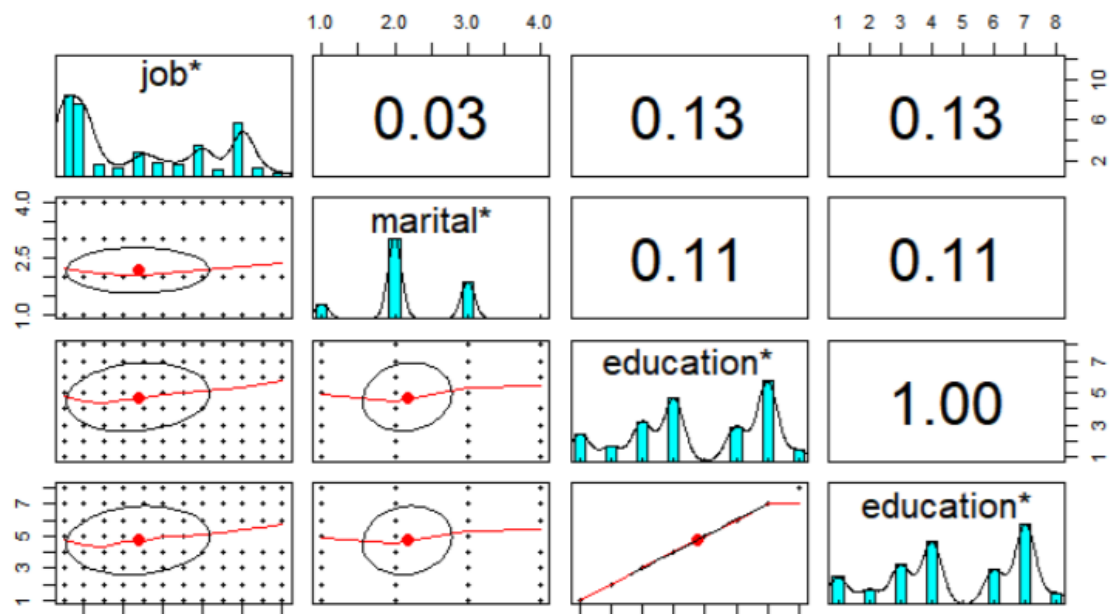 1.0 2.0 3.0 4.0 1 2 3 4 5 6 7 8
job* 0.03 0.13 0.13 2 6 10
1.0 2.5 4.0 marital* 0.11 0.11
education* 1.00 1 3 5 7
1 3 5 7 education*